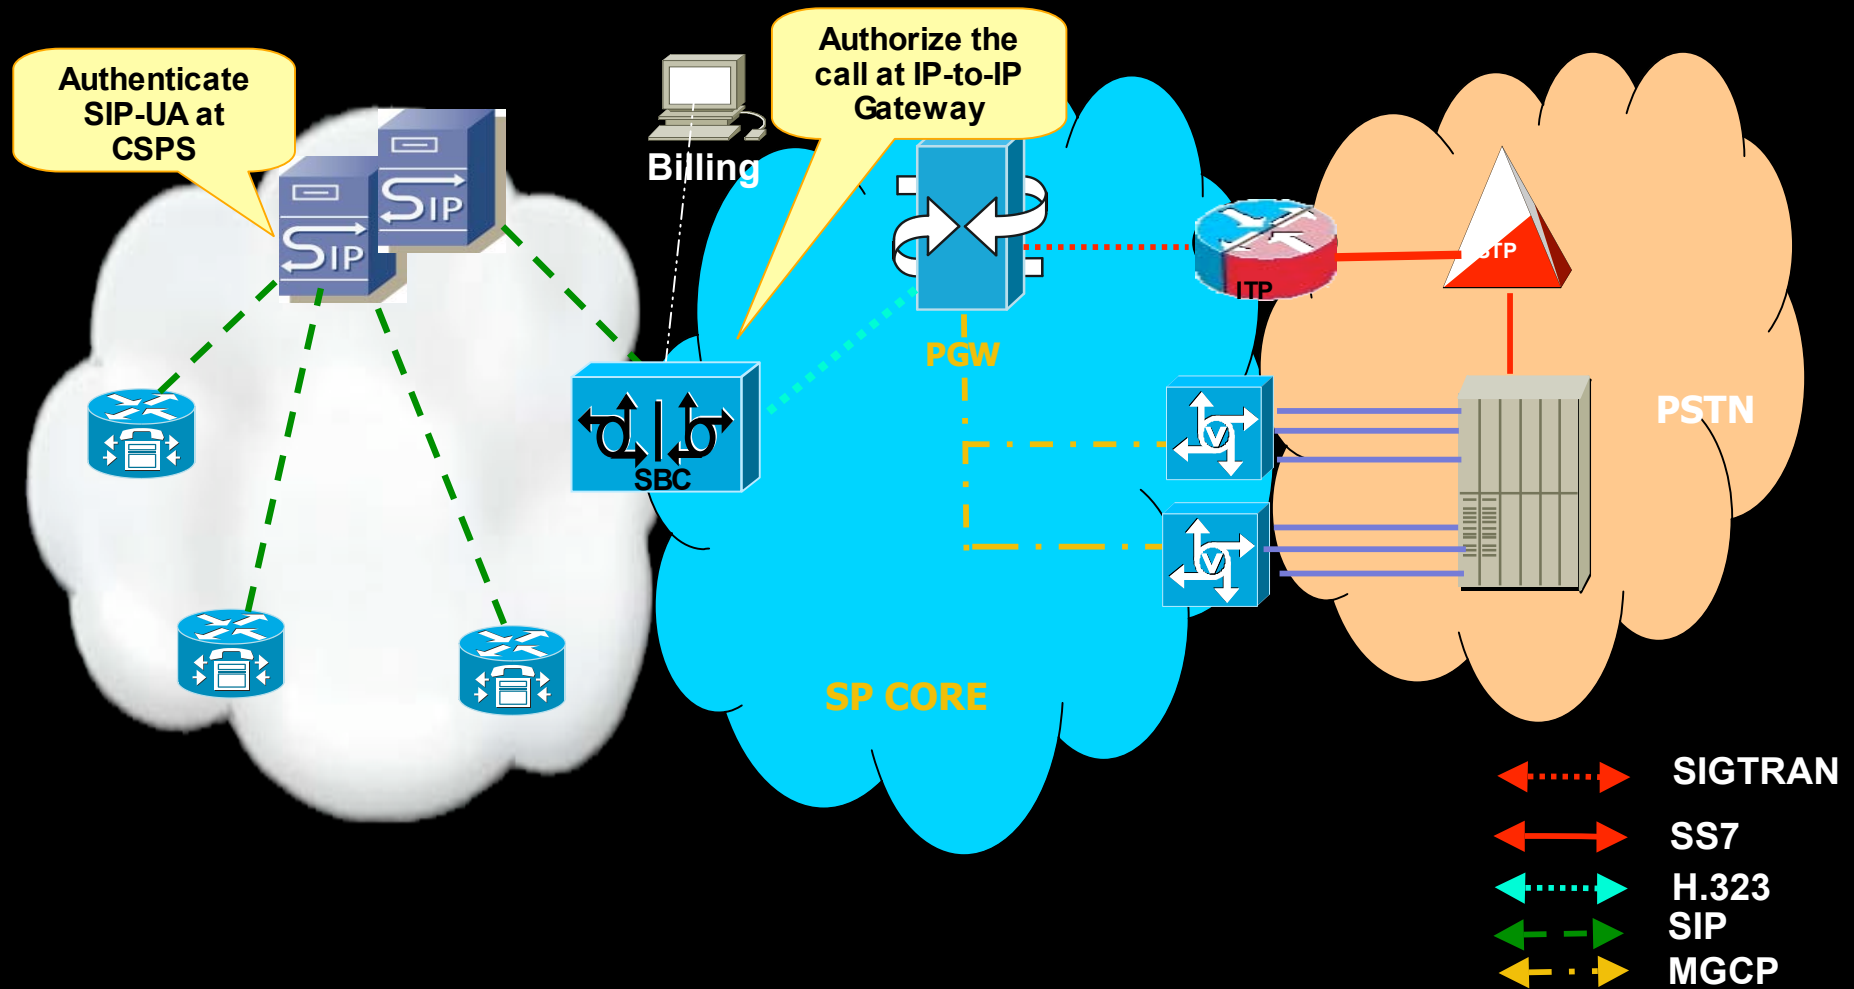 Authenticate
SIP-UA at
CSPS
Authorize the
call at IP-to-IP
Gateway
Billing
SIP
SIP
PGW
ITP
STP
PSTN
SBC
V
V
SP CORE
SIGTRAN
SS7
H.323
SIP
MGCP